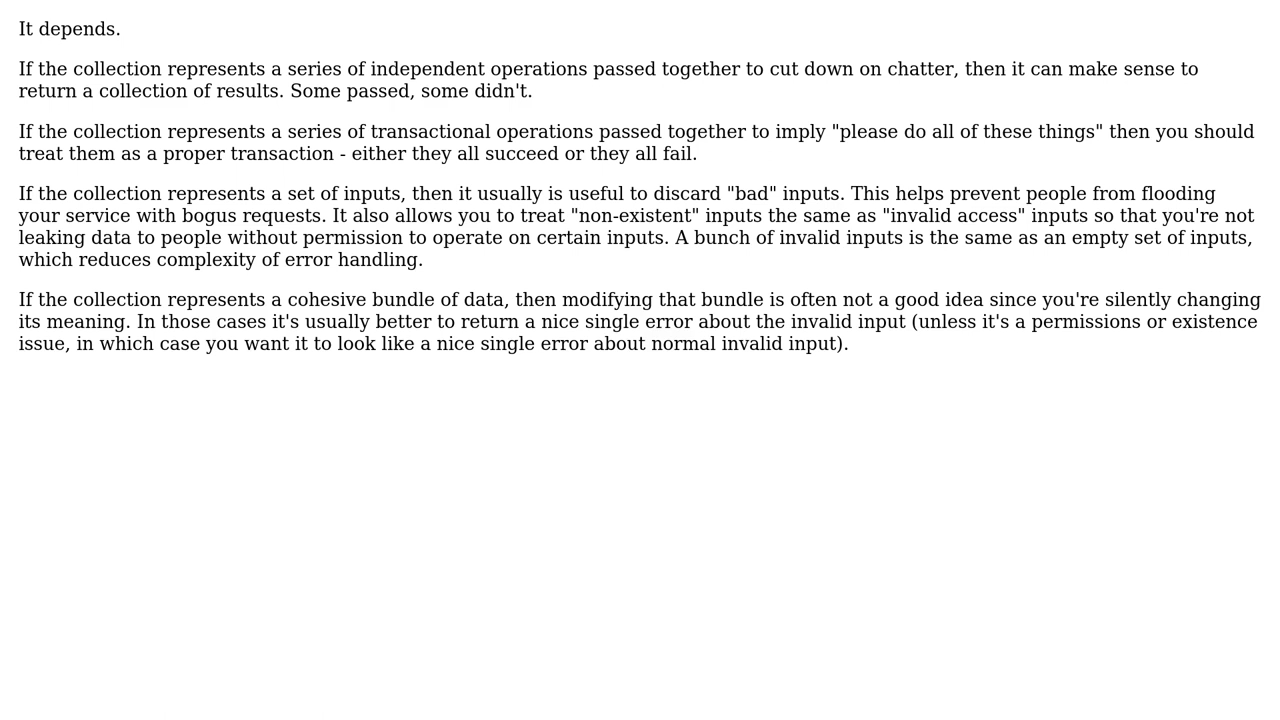 It depends.
If the collection represents a series of independent operations passed together to cut down on chatter, then it can make sense to
return a collection of results. Some passed, some didn't.
If the collection represents a series of transactional operations passed together to imply "please do all of these things" then you should
treat them as a proper transaction - either they all succeed or they all fail.
If the collection represents a set of inputs, then it usually is useful to discard "bad" inputs. This helps prevent people from flooding
your service with bogus requests. It also allows you to treat "non-existent" inputs the same as "invalid access" inputs so that you're not
leaking data to people without permission to operate on certain inputs. A bunch of invalid inputs is the same as an empty set of inputs,
which reduces complexity of error handling.
If the collection represents a cohesive bundle of data, then modifying that bundle is often not a good idea since you're silently changing
its meaning. In those cases it's usually better to return a nice single error about the invalid input (unless it's a permissions or existence
issue, in which case you want it to look like a nice single error about normal invalid input).